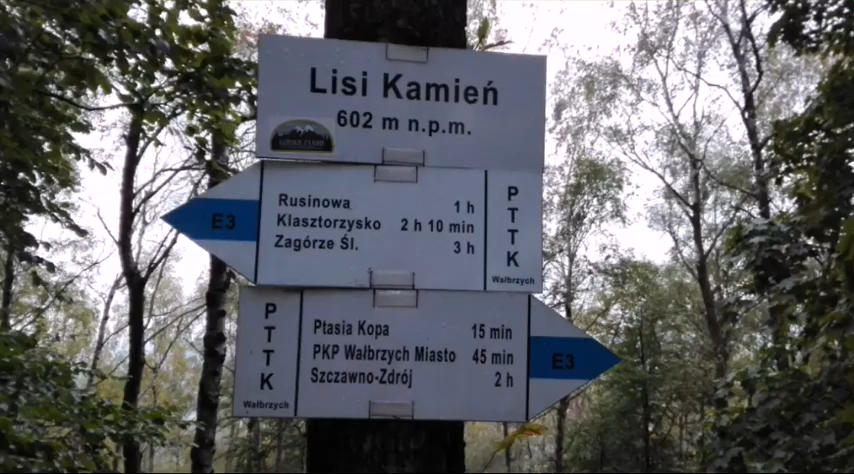 Lisi Kamień
602 m n.p.m.
E3
Rusinowa 1 h
Klasztorzysko 2 h 10 min
Zagórze Śl. 3 h
PTTK
Wałbrzych
PTTK
Wałbrzych
Ptasia Kopa 15 min
PKP Wałbrzych Miasto 45 min
Szczawno-Zdrój 2 h
E3